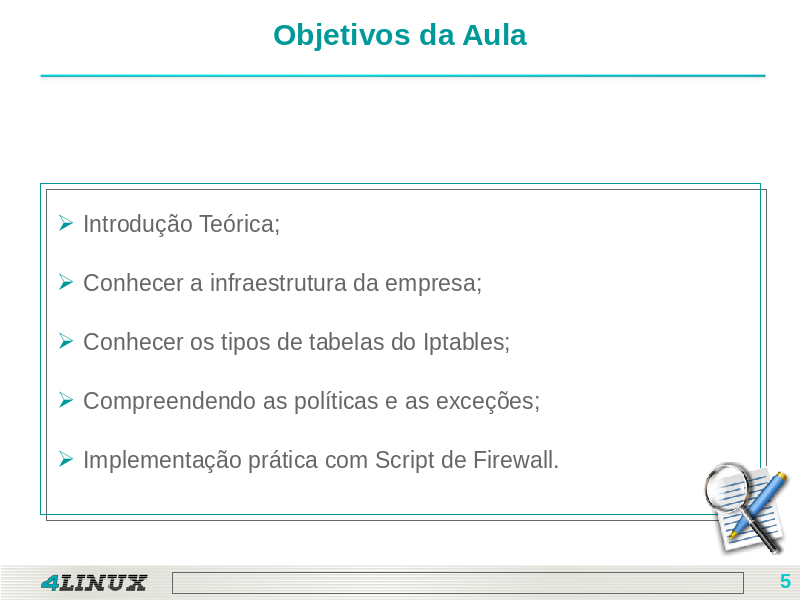 Objetivos da Aula
Introdução Teórica;
Conhecer a infraestrutura da empresa;
Conhecer os tipos de tabelas do Iptables;
Compreendendo as políticas e as exceções;
Implementação prática com Script de Firewall.
4LINUX
5